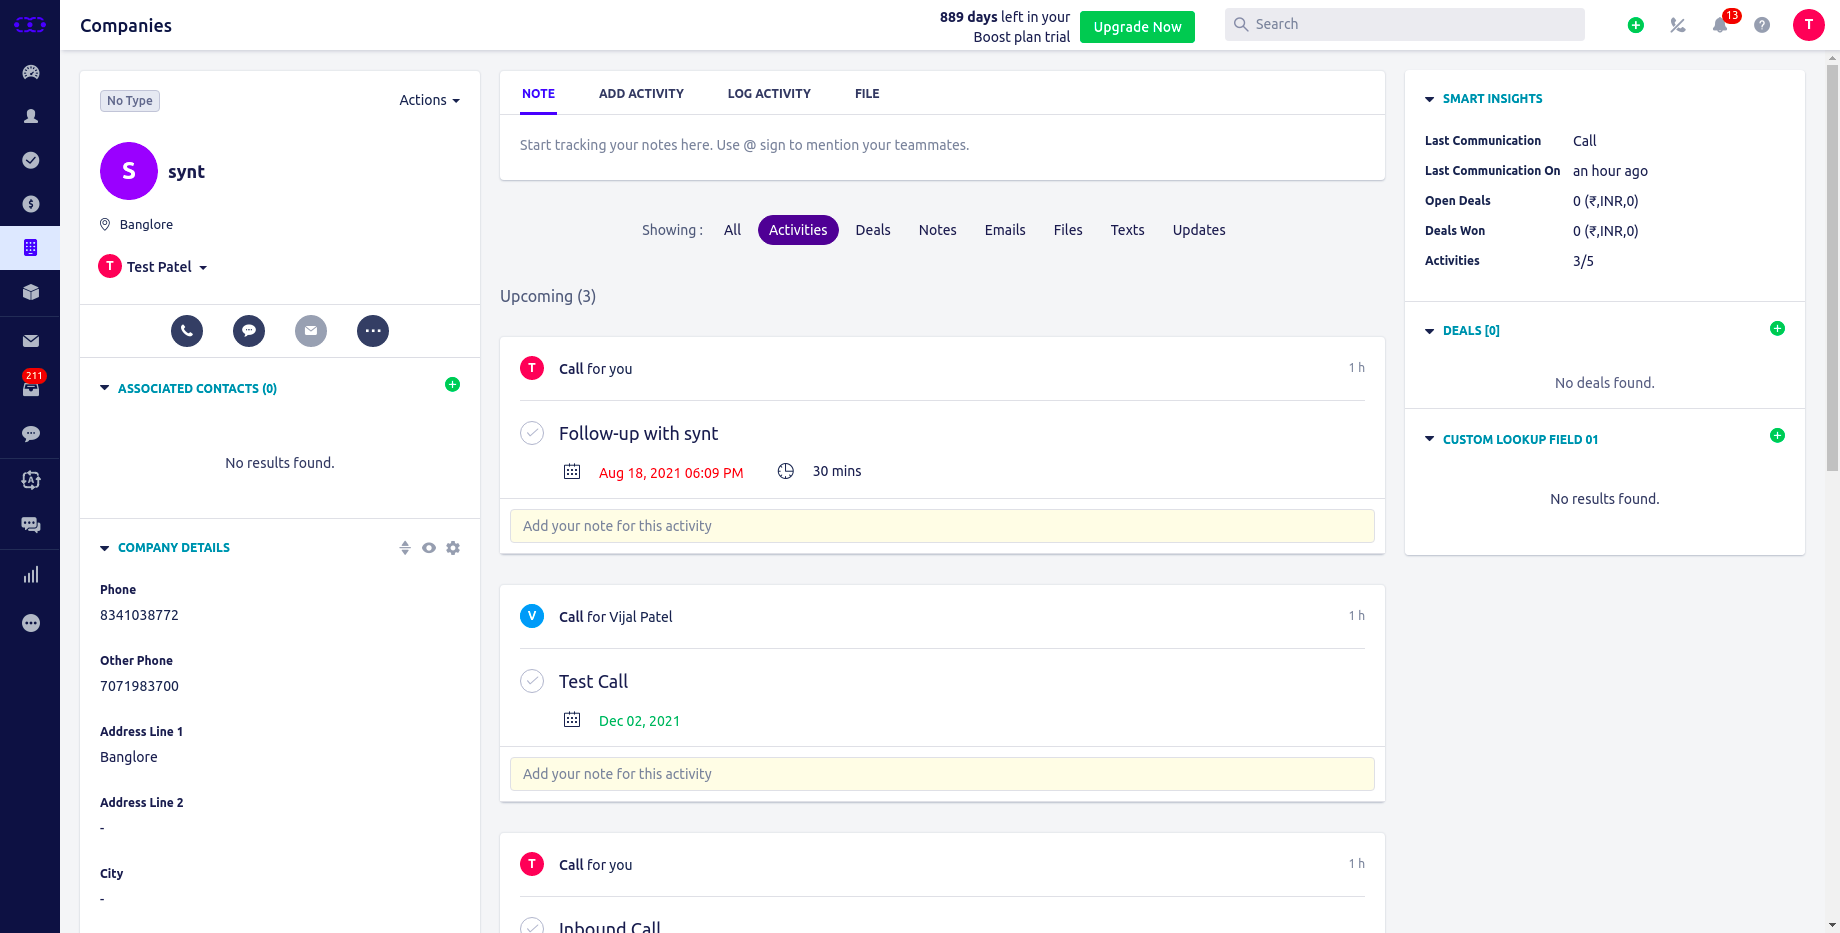 Companies
889 days left in your
Boost plan trial
Upgrade Now
Search
13
T
211
No Type
Actions
S
synt
Banglore
T
Test Patel
ASSOCIATED CONTACTS (0)
No results found.
COMPANY DETAILS
Phone
8341038772
Other Phone
7071983700
Address Line 1
Banglore
Address Line 2
-
City
-
NOTE
ADD ACTIVITY
LOG ACTIVITY
FILE
Start tracking your notes here. Use @ sign to mention your teammates.
Showing :
All
Activities
Deals
Notes
Emails
Files
Texts
Updates
Upcoming (3)
T
Call for you
1 h
Follow-up with synt
Aug 18, 2021 06:09 PM
30 mins
Add your note for this activity
V
Call for Vijal Patel
1 h
Test Call
Dec 02, 2021
Add your note for this activity
T
Call for you
1 h
Inbound Call
SMART INSIGHTS
Last Communication
Call
Last Communication On
an hour ago
Open Deals
0 (₹,INR,0)
Deals Won
0 (₹,INR,0)
Activities
3/5
DEALS [0]
No deals found.
CUSTOM LOOKUP FIELD 01
No results found.